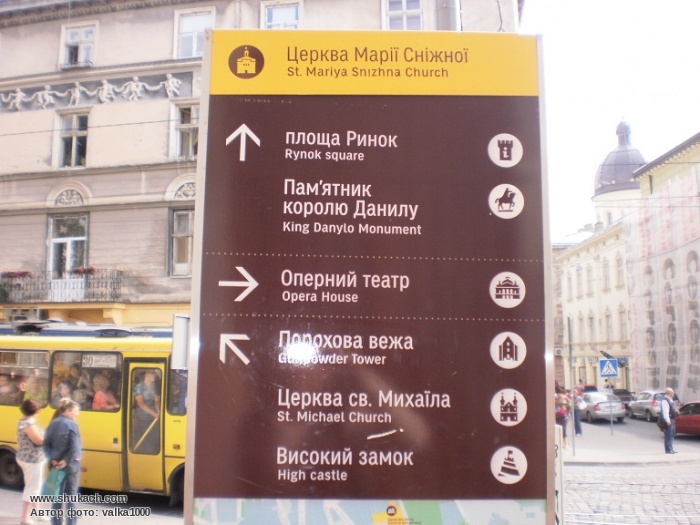 Церква Марії Сніжної
St. Mariya Snizhna Church
площа Ринок
Rynok square
Пам'ятник
королю Данилу
King Danylo Monument
Оперний театр
Opera House
Порохова вежа
Gunpowder Tower
Церква св. Михаїла
St. Michael Church
Високий замок
High castle
www.shukach.com
Автор фото: valka1000